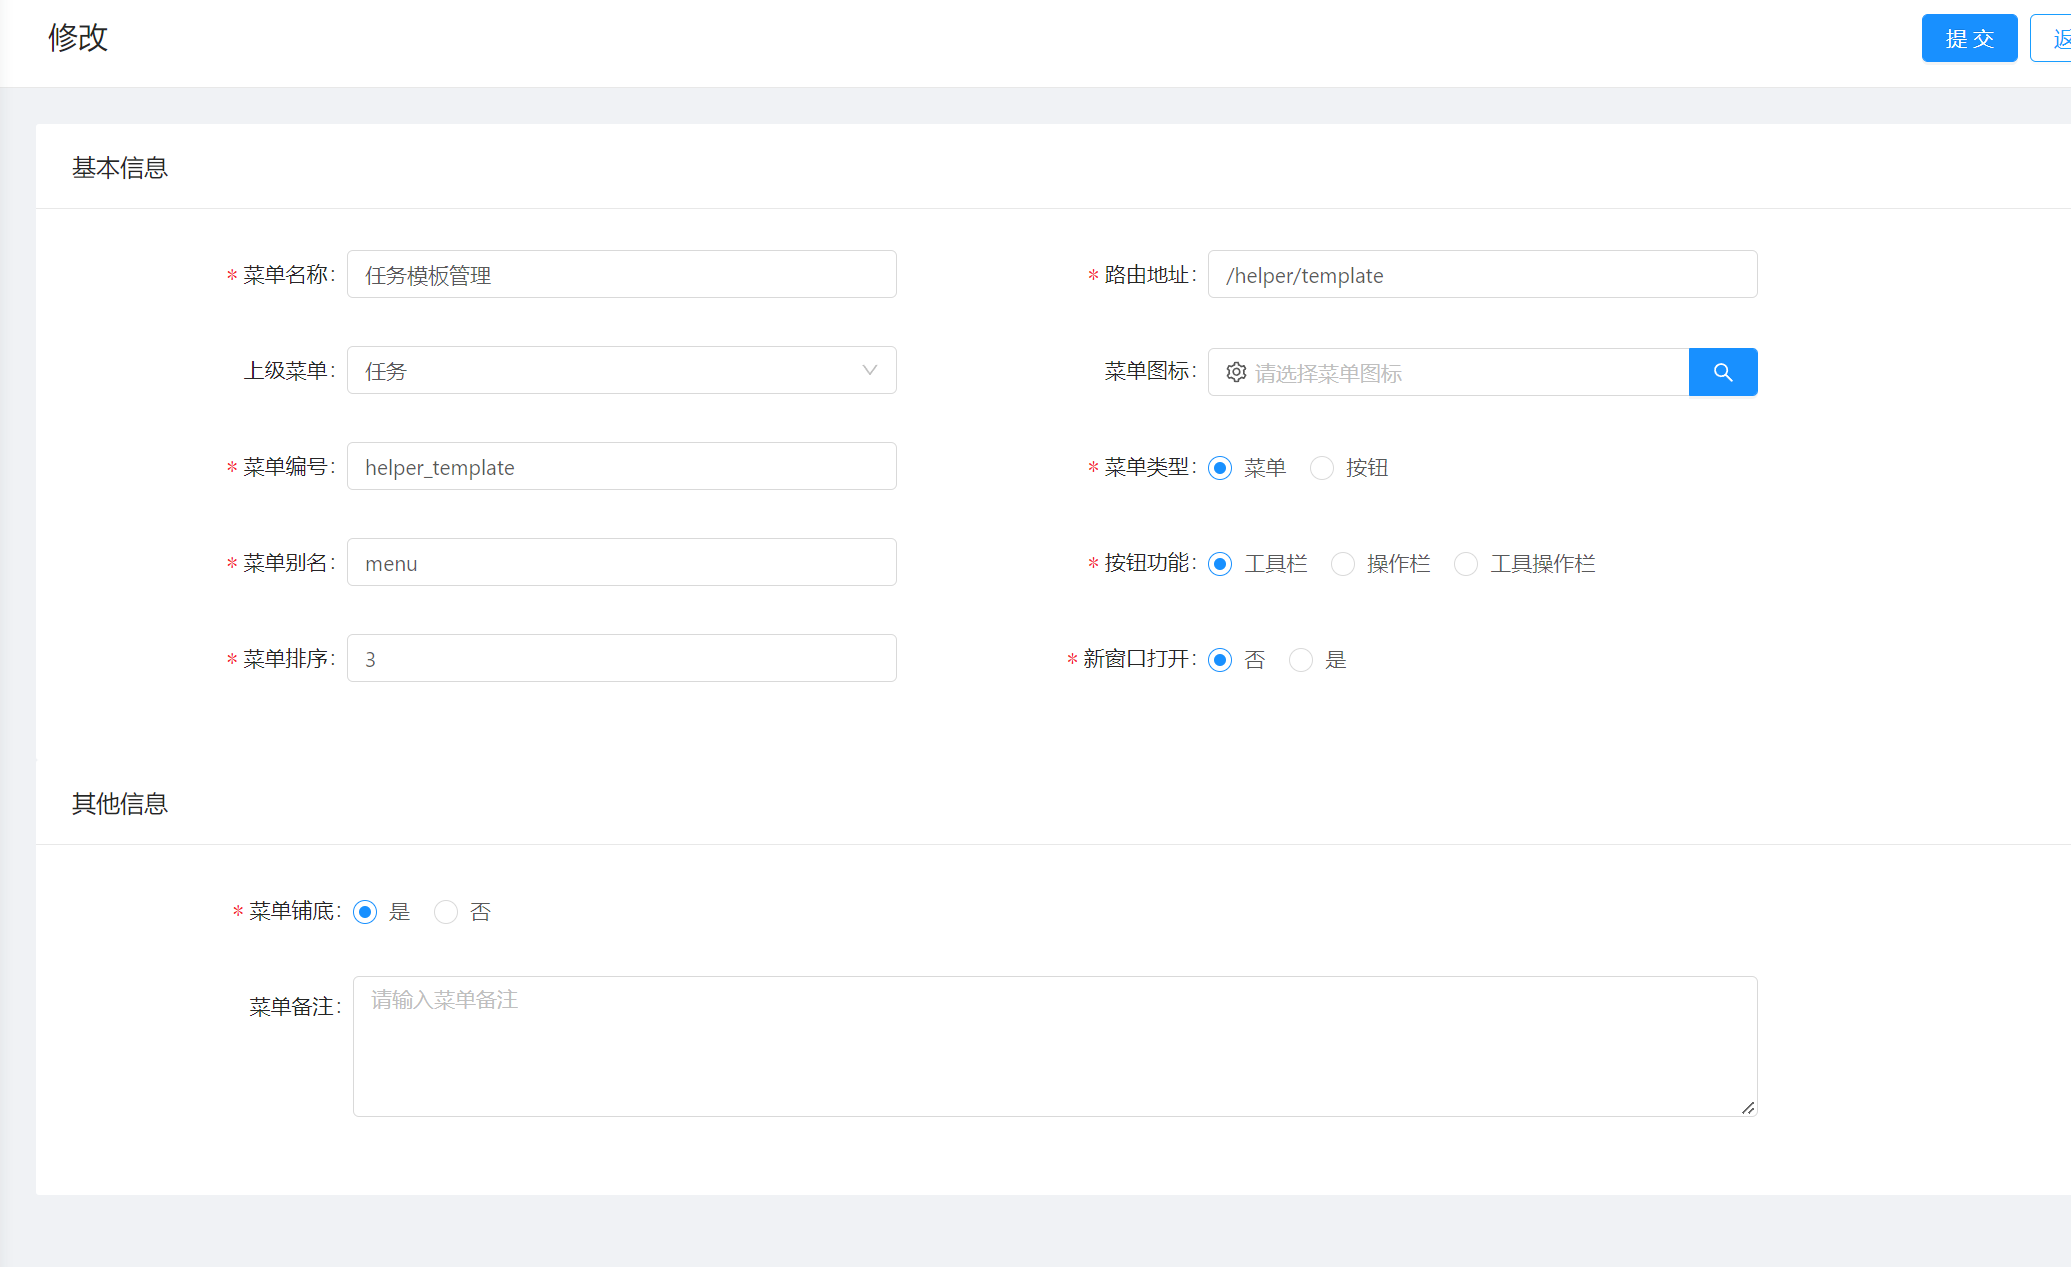 修改
提 交
基本信息
* 菜单名称: 任务模板管理
* 路由地址: /helper/template
上级菜单: 任务
菜单图标: 请选择菜单图标
* 菜单编号: helper_template
* 菜单类型: 菜单 按钮
* 菜单别名: menu
* 按钮功能: 工具栏 操作栏 工具操作栏
* 菜单排序: 3
* 新窗口打开: 否 是
其他信息
* 菜单铺底: 是 否
菜单备注: 请输入菜单备注